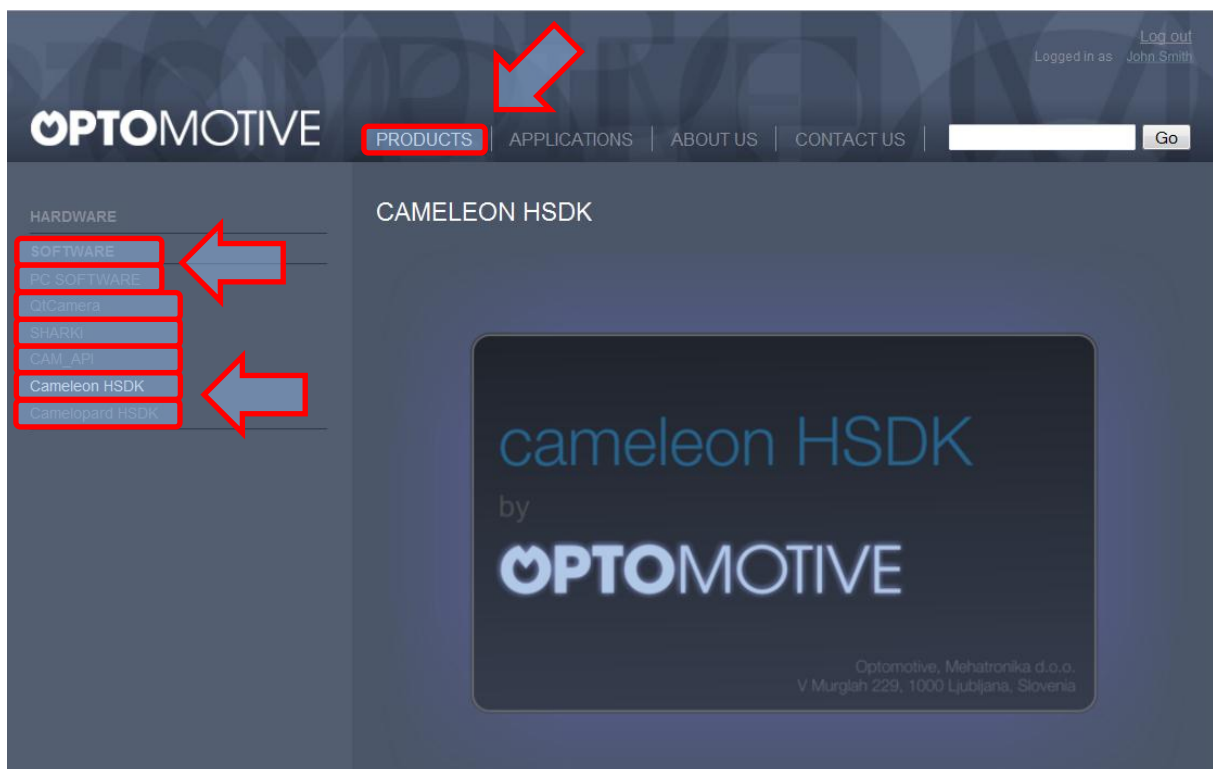 Log out
Logged in as John Smith
OPTOMOTIVE
PRODUCTS | APPLICATIONS | ABOUT US | CONTACT US | Go
HARDWARE
SOFTWARE
PC SOFTWARE
QtCamera
SHARKi
CAM_API
Cameleon HSDK
Camelopard HSDK
CAMELEON HSDK
cameleon HSDK
by
OPTOMOTIVE
Optomotive, Mehatronika d.o.o.
V Murglah 229, 1000 Ljubljana, Slovenia